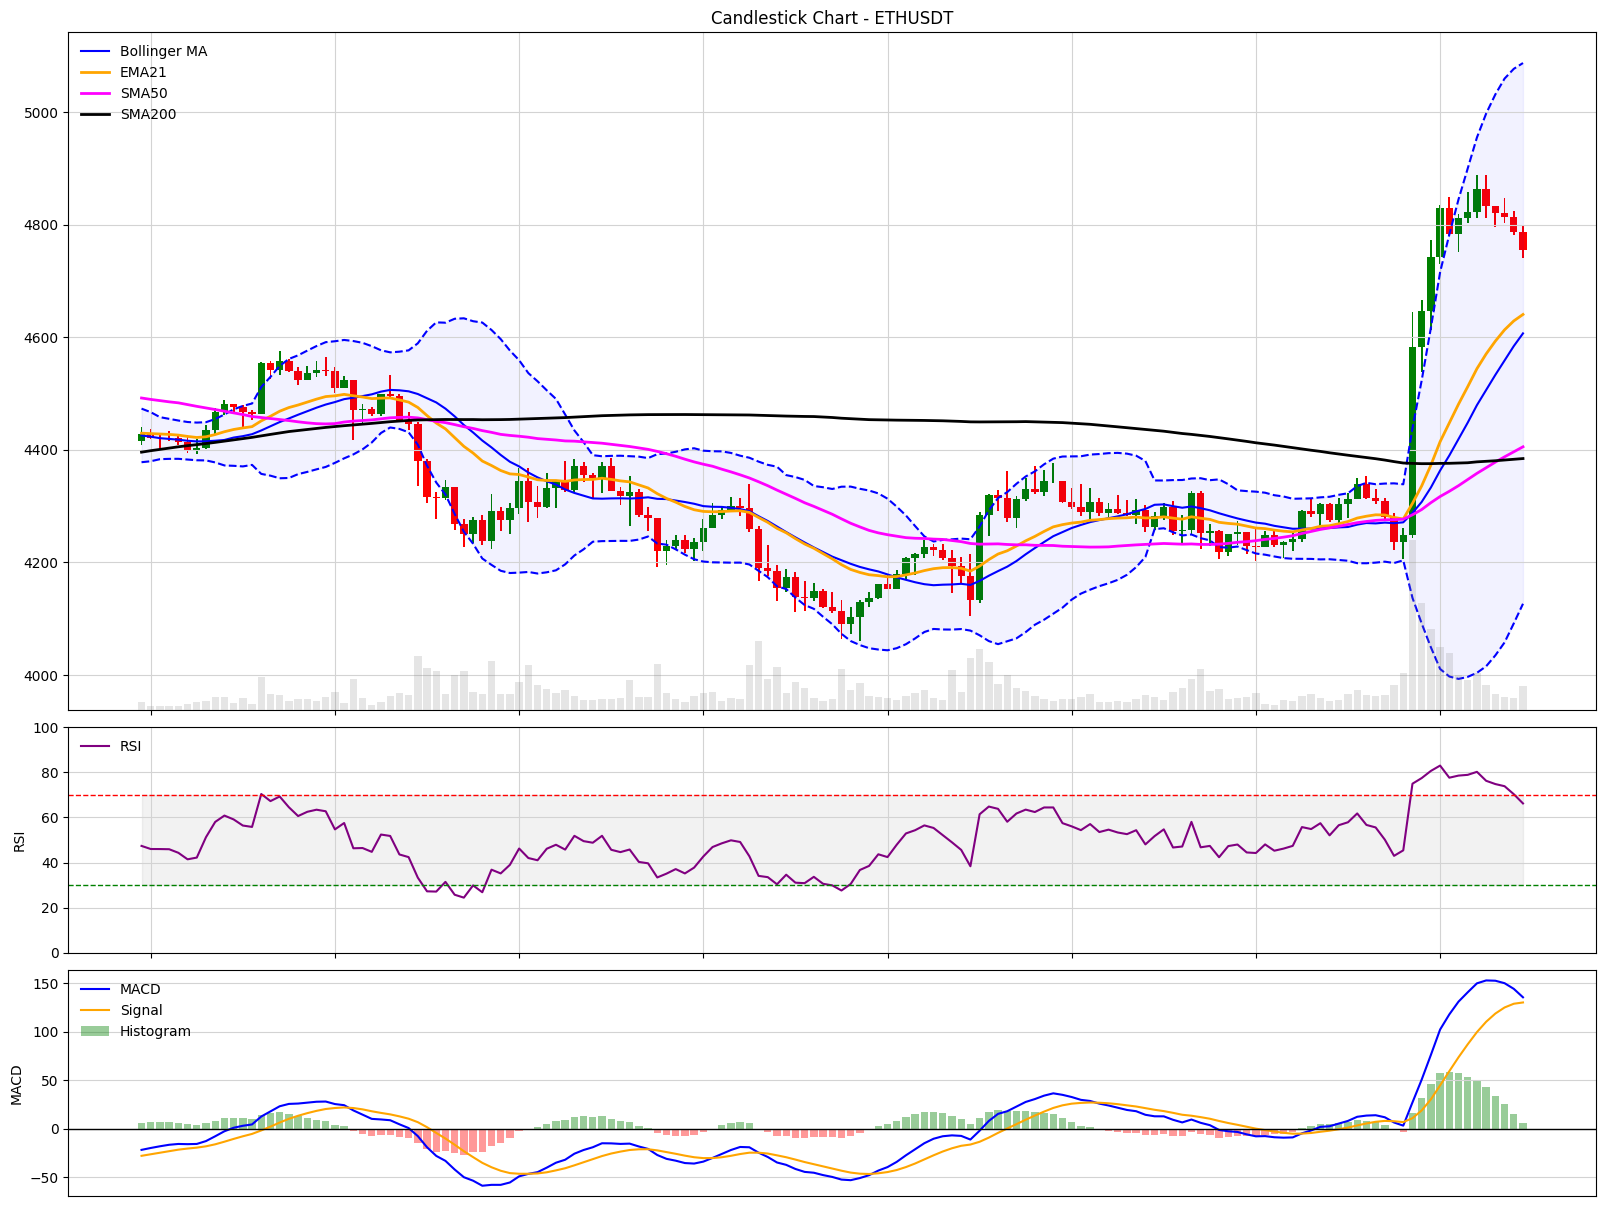 Candlestick Chart - ETHUSDT
Bollinger MA
EMA21
SMA50
SMA200
5000
4800
4600
4400
4200
4000
RSI
100
80
60
40
20
0
RSI
MACD
Signal
Histogram
150
100
50
0
−50
MACD